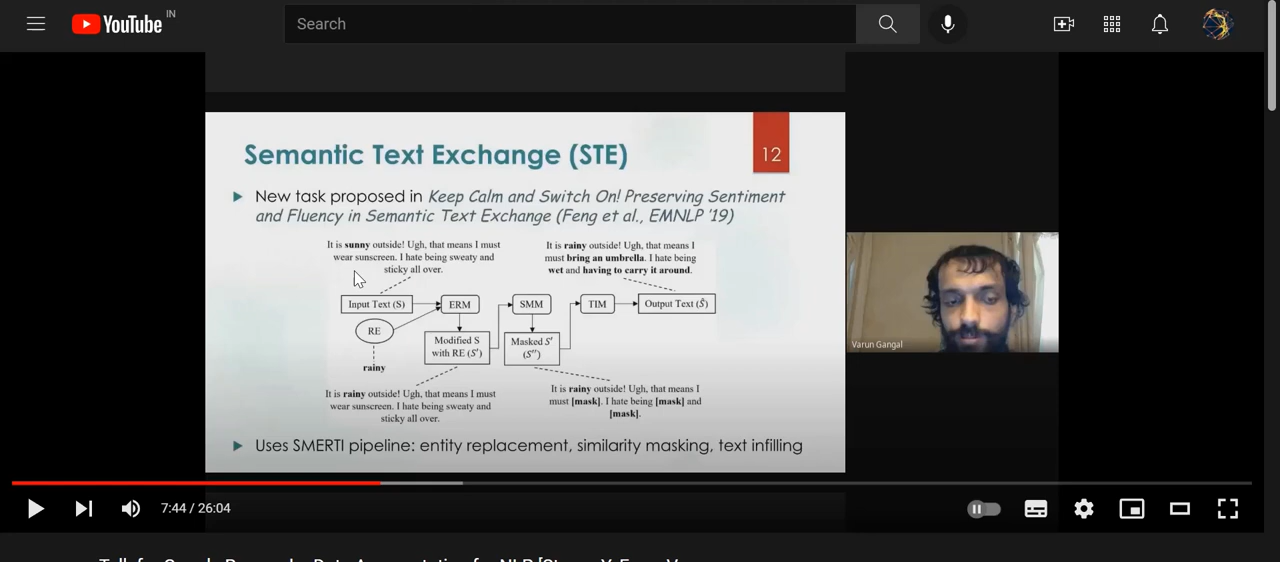 YouTube IN
Search
Semantic Text Exchange (STE)
12
New task proposed in Keep Calm and Switch On! Preserving Sentiment
and Fluency in Semantic Text Exchange (Feng et al., EMNLP '19)
It is sunny outside! Ugh, that means I must
wear sunscreen. I hate being sweaty and
sticky all over.
It is rainy outside! Ugh, that means I
must bring an umbrella. I hate being
wet and having to carry it around.
Input Text (S)
ERM
SMM
TIM
Output Text (Ŝ)
RE
Modified S
with RE (S′)
Masked S′
(S′′)
rainy
It is rainy outside! Ugh, that means I must
wear sunscreen. I hate being sweaty and
sticky all over.
It is rainy outside! Ugh, that means I
must [mask]. I hate being [mask] and
[mask].
Uses SMERTI pipeline: entity replacement, similarity masking, text infilling
Varun Gangal
7:44 / 26:04